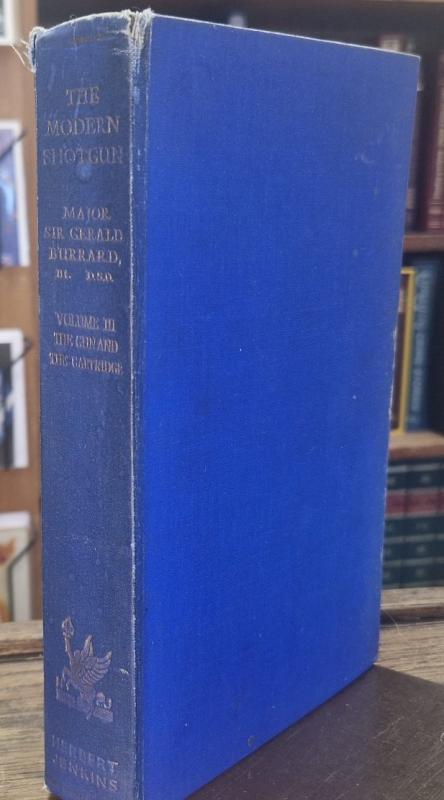 THE
MODERN
SHOTGUN
MAJOR
SIR GERALD
BURRARD,
Bt. D.S.O.
VOLUME III
THE GUN AND
THE CARTRIDGE
H J
HERBERT
JENKINS